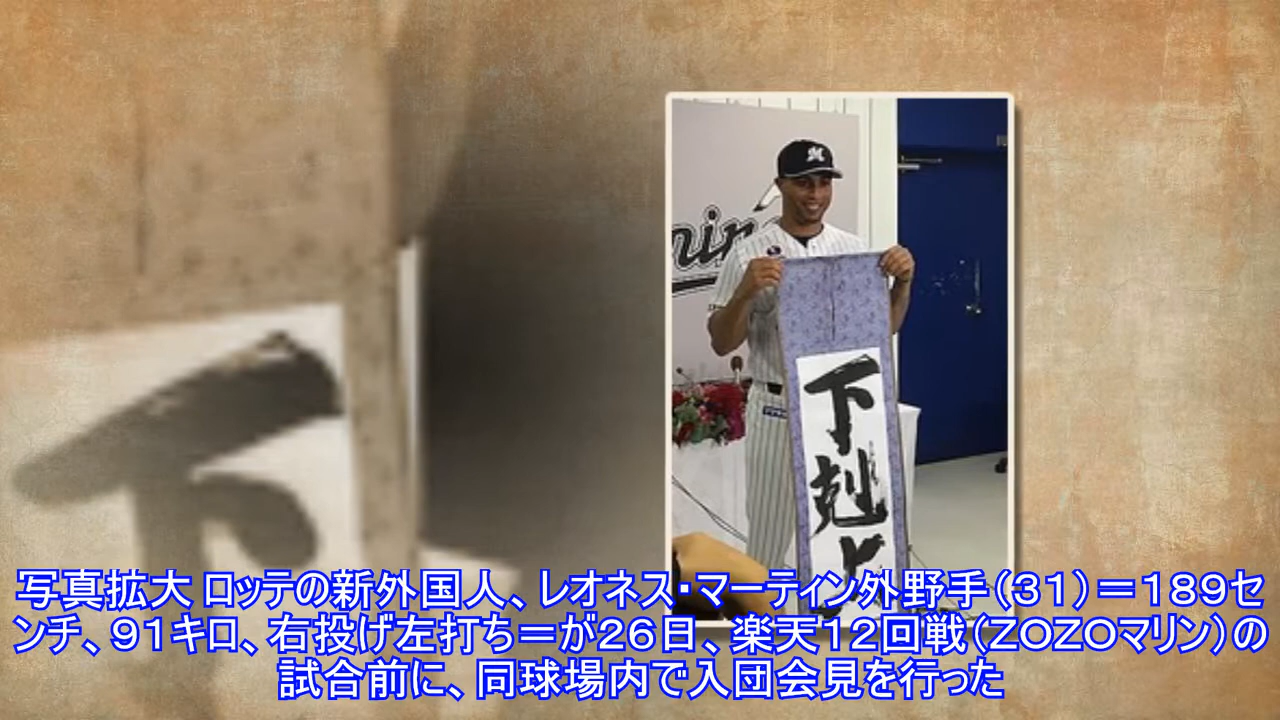 下剋上
nin
M
下
写真拡大 ロッテの新外国人、レオネス・マーティン外野手(31)=189セ
ンチ、91キロ、右投げ左打ち=が26日、楽天12回戦(ZOZOマリン)の
試合前に、同球場内で入団会見を行った